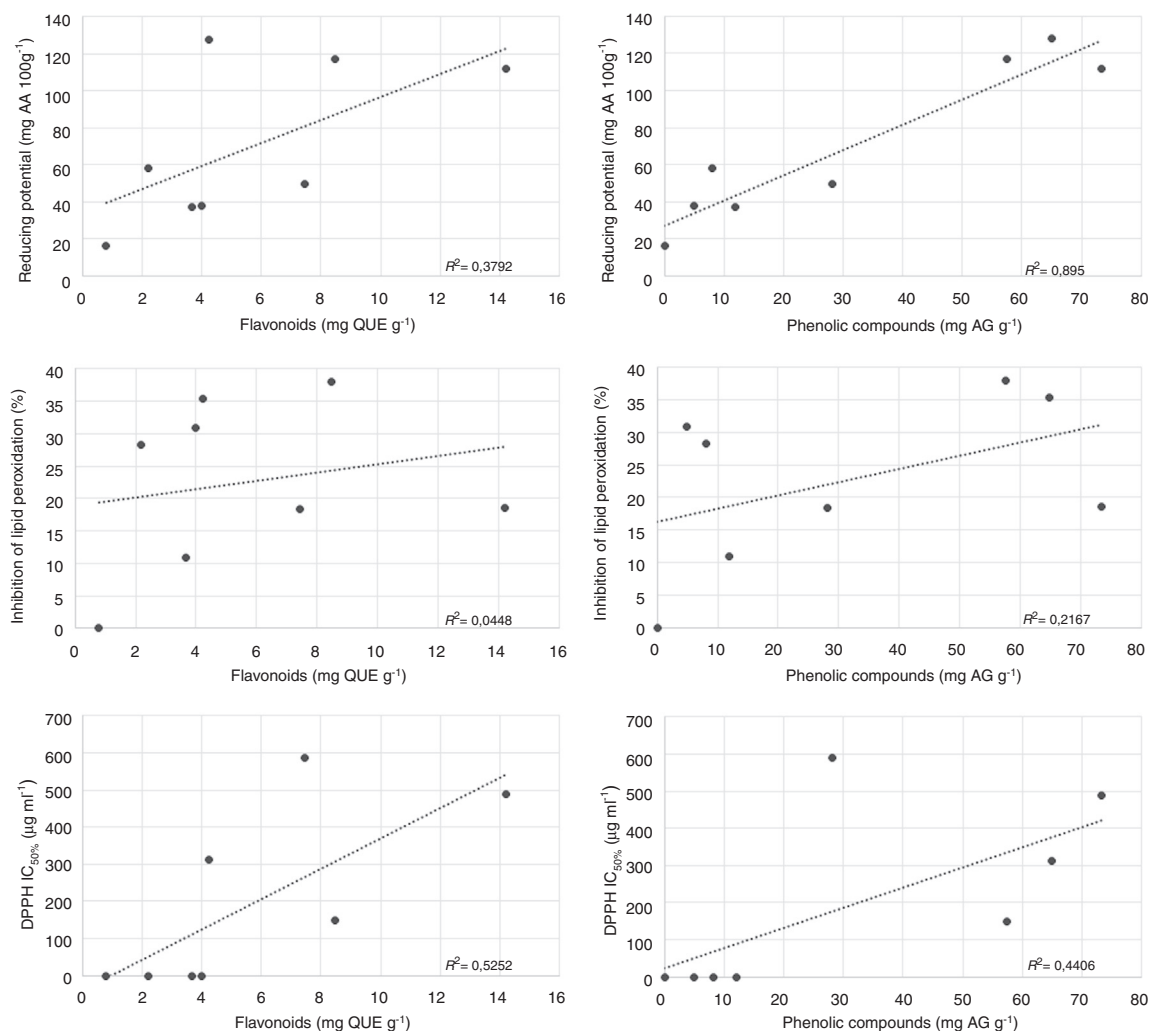 Reducing potential (mg AA 100g⁻¹)
140
120
100
80
60
40
20
0
0 2 4 6 8 10 12 14 16
R²= 0,3792
Flavonoids (mg QUE g⁻¹)
Reducing potential (mg AA 100g⁻¹)
140
120
100
80
60
40
20
0
0 10 20 30 40 50 60 70 80
R²= 0,895
Phenolic compounds (mg AG g⁻¹)
Inhibition of lipid peroxidation (%)
40
35
30
25
20
15
10
5
0
0 2 4 6 8 10 12 14 16
R²= 0,0448
Flavonoids (mg QUE g⁻¹)
Inhibition of lipid peroxidation (%)
40
35
30
25
20
15
10
5
0
0 10 20 30 40 50 60 70 80
R²= 0,2167
Phenolic compounds (mg AG g⁻¹)
DPPH IC50% (µg ml⁻¹)
700
600
500
400
300
200
100
0
0 2 4 6 8 10 12 14 16
R²= 0,5252
Flavonoids (mg QUE g⁻¹)
DPPH IC50% (µg ml⁻¹)
700
600
500
400
300
200
100
0
0 10 20 30 40 50 60 70 80
R²= 0,4406
Phenolic compounds (mg AG g⁻¹)